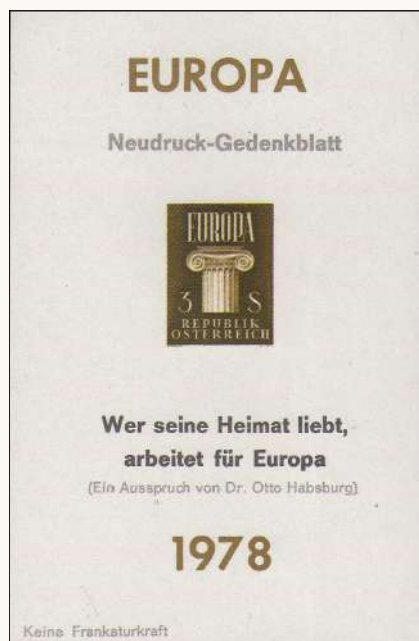 EUROPA
Neudruck-Gedenkblatt
EUROPA
3 S
REPUBLIK
ÖSTERREICH
Wer seine Heimat liebt,
arbeitet für Europa
(Ein Ausspruch von Dr. Otto Habsburg)
1978
Keine Frankaturkraft